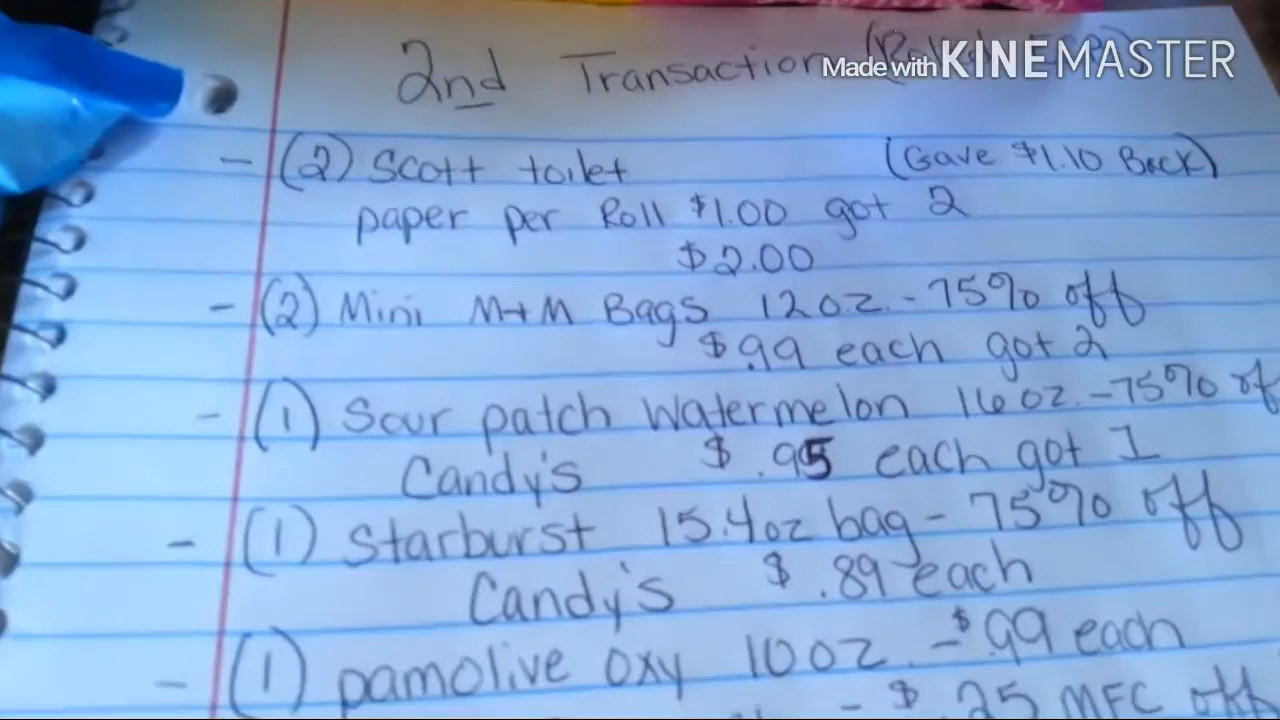 2nd Transaction
Made with KINEMASTER
- (2) Scott toilet (Gave $1.10 Back)
paper per Roll $1.00 got 2
$2.00
- (2) Mini M+M Bags 12oz. - 75% off
$.99 each got 2
- (1) Sour patch Watermelon 16oz. - 75% of
Candy's $.95 each got 1
- (1) Starburst 15.4oz bag - 75% off
Candy's $.89 each
- (1) pamolive oxy 10oz. - $.99 each
- $.25 MFC off